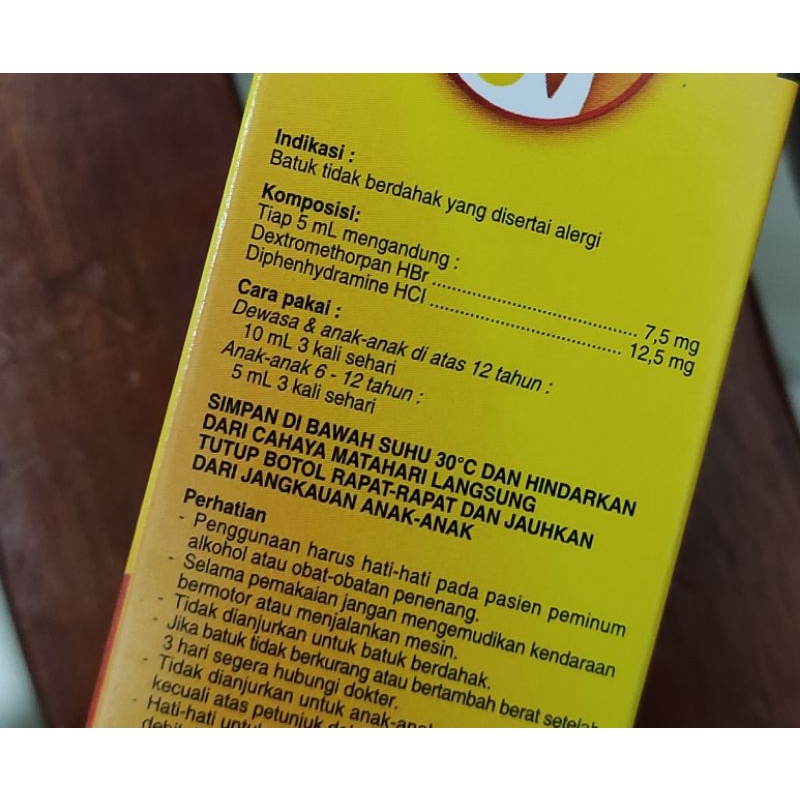 Indikasi :
Batuk tidak berdahak yang disertai alergi
Komposisi:
Tiap 5 mL mengandung :
Dextromethorpan HBr ................................ 7,5 mg
Diphenhydramine HCl ............................... 12,5 mg
Cara pakai :
Dewasa & anak-anak di atas 12 tahun :
10 mL 3 kali sehari
Anak-anak 6 - 12 tahun :
5 mL 3 kali sehari
SIMPAN DI BAWAH SUHU 30°C DAN HINDARKAN
DARI CAHAYA MATAHARI LANGSUNG
TUTUP BOTOL RAPAT-RAPAT DAN JAUHKAN
DARI JANGKAUAN ANAK-ANAK
Perhatian
- Penggunaan harus hati-hati pada pasien peminum
alkohol atau obat-obatan penenang.
- Selama pemakaian jangan mengemudikan kendaraan
bermotor atau menjalankan mesin.
- Tidak dianjurkan untuk batuk berdahak.
- Jika batuk tidak berkurang atau bertambah berat setelah
3 hari segera hubungi dokter.
- Tidak dianjurkan untuk anak-anak
kecuali atas petunjuk
- Hati-hati